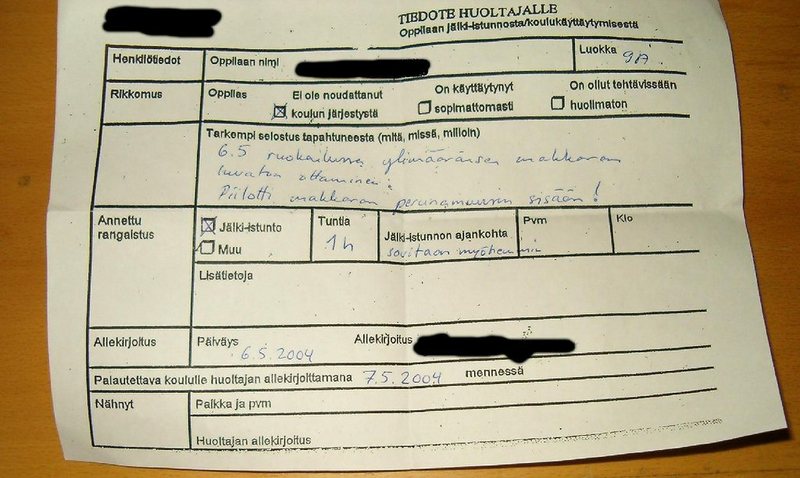 TIEDOTE HUOLTAJALLE
Oppilaan jälki-istunnosta/koulukäyttäytymisestä
Henkilötiedot
Oppilaan nimi
Luokka 9A
Rikkomus
Oppilas
Ei ole noudattanut
koulun järjestystä
On käyttäytynyt
sopimattomasti
On ollut tehtävissään
huolimaton
Tarkempi selostus tapahtuneesta (mitä, missä, milloin)
6.5 ruokailussa ylimääräisen makkaran
luvaton ottaminen.
Piilotti makkaran perunamuusin sisään!
Annettu
rangaistus
Jälki-istunto
Muu
Tuntia
1h
Jälki-istunnon ajankohta
sovitaan myöhemmin
Pvm
Klo
Lisätietoja
Allekirjoitus
Päiväys
6.5.2004
Allekirjoitus
Palautettava koululle huoltajan allekirjoittamana 7.5.2004 mennessä
Nähnyt
Paikka ja pvm
Huoltajan allekirjoitus